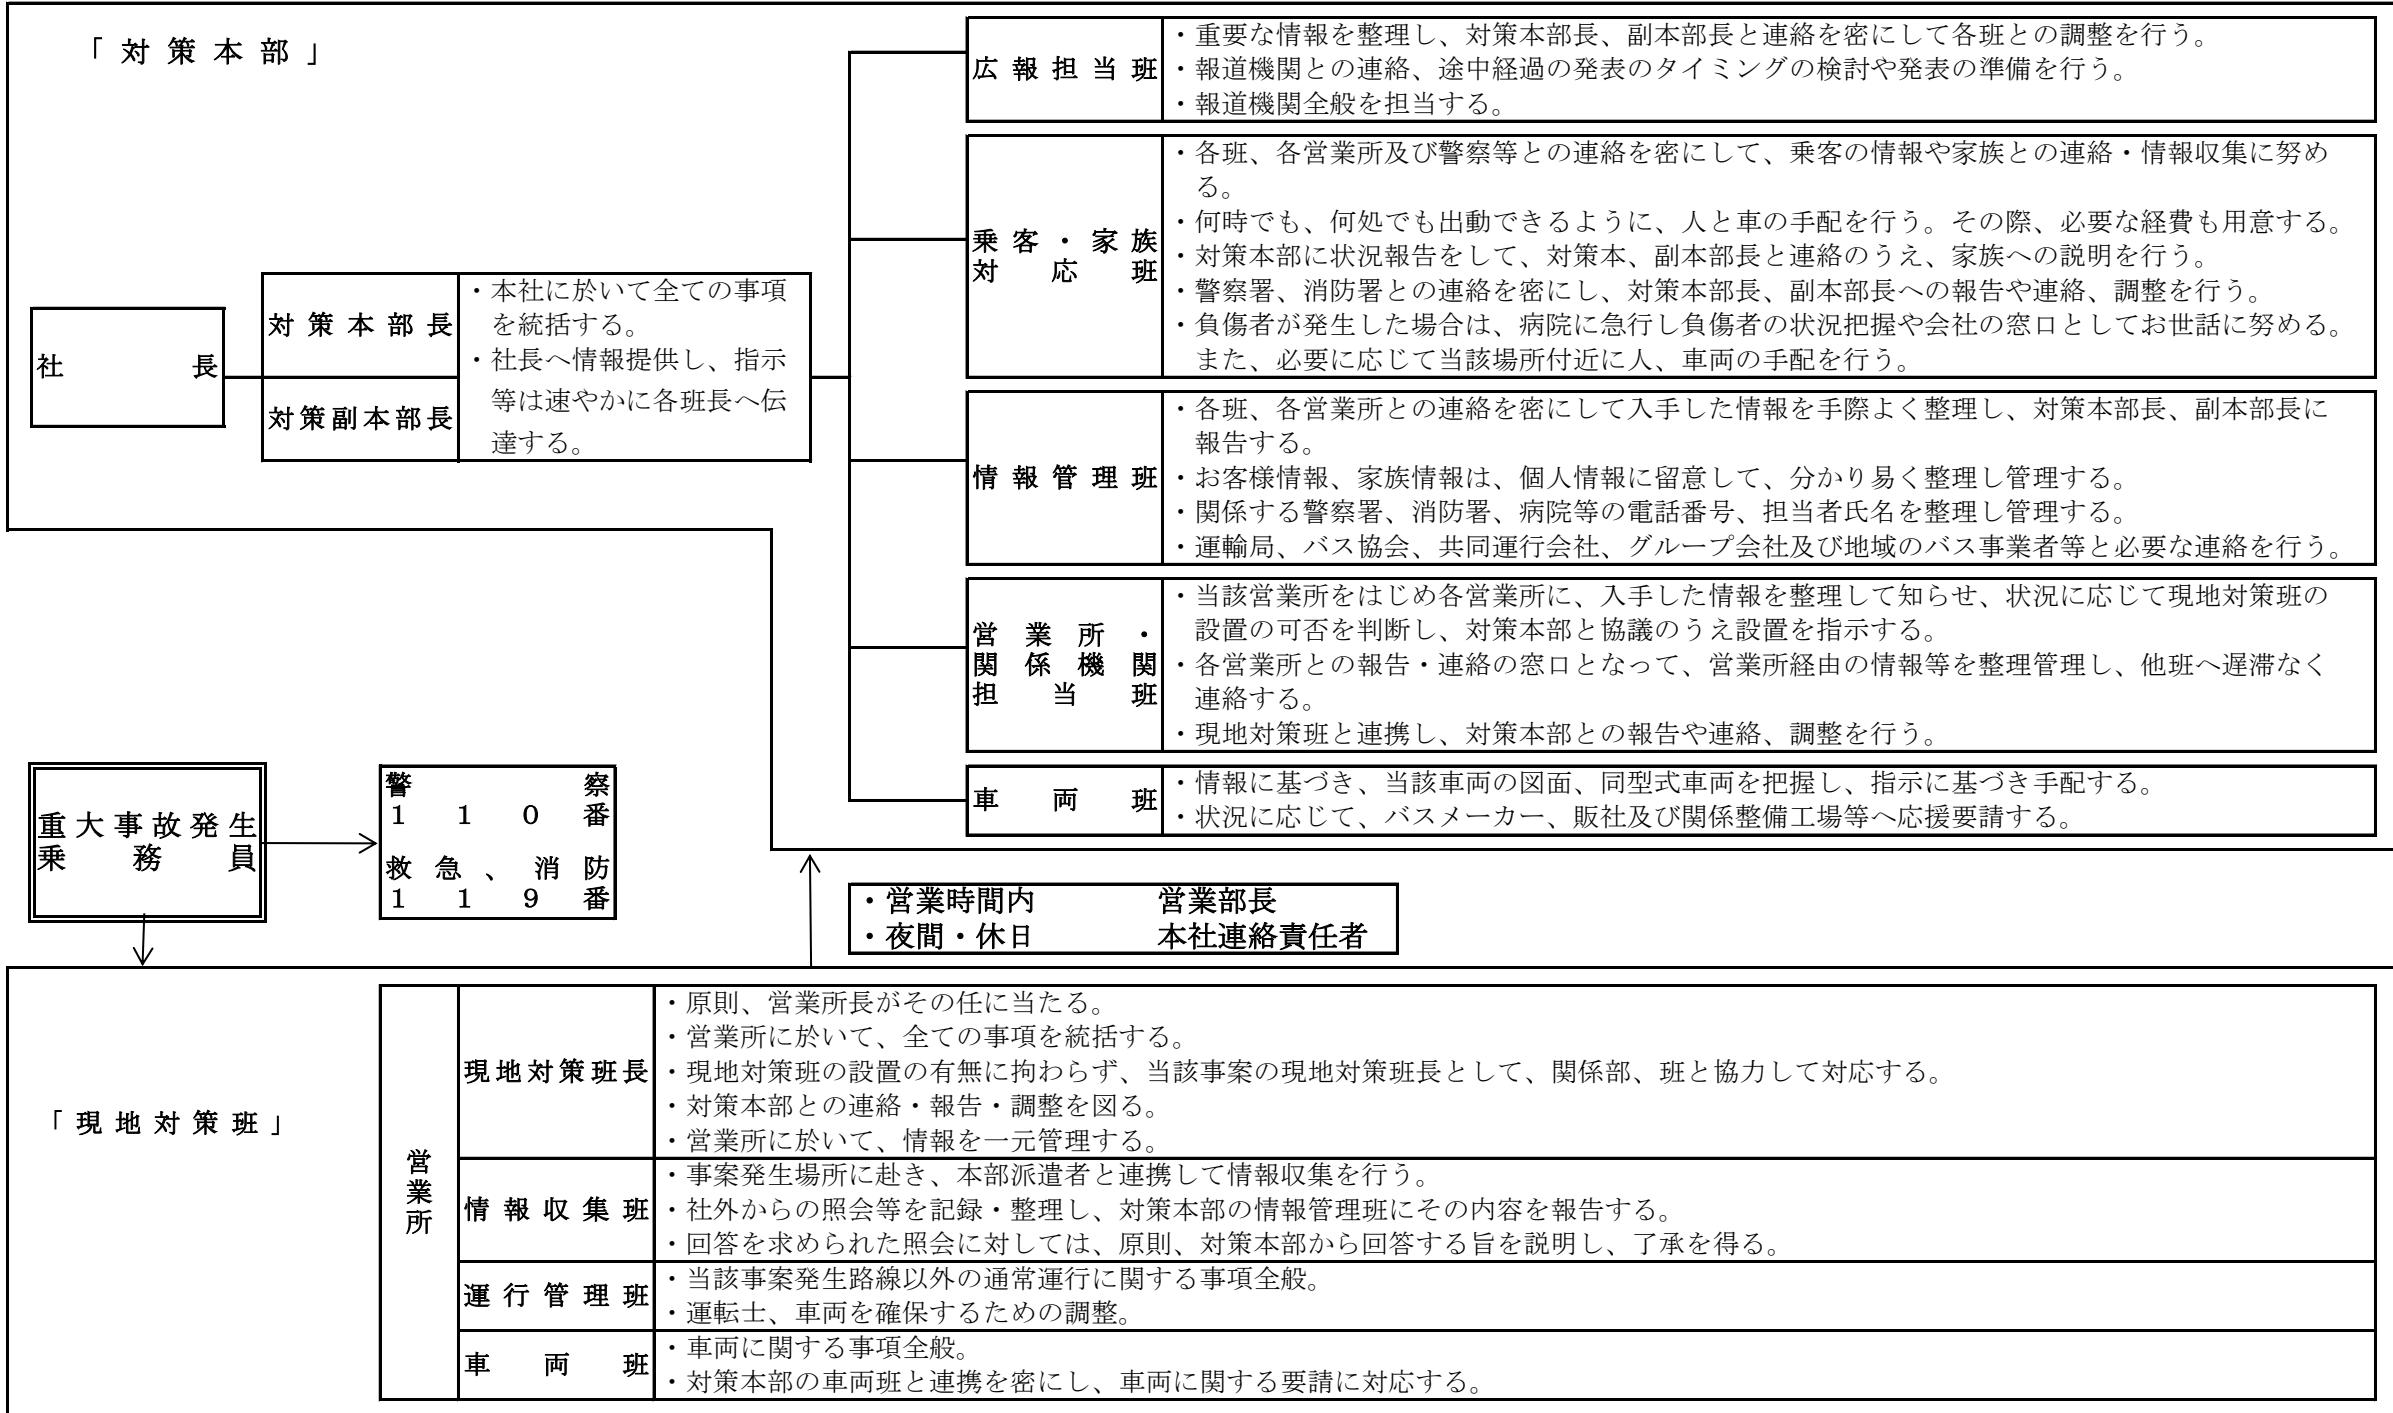 「対策本部」
広報担当班
・重要な情報を整理し、対策本部長、副本部長と連絡を密にして各班との調整を行う。
・報道機関との連絡、途中経過の発表のタイミングの検討や発表の準備を行う。
・報道機関全般を担当する。
乗客・家族
対応班
・各班、各営業所及び警察等との連絡を密にして、乗客の情報や家族との連絡・情報収集に努め
る。
・何時でも、何処でも出動できるように、人と車の手配を行う。その際、必要な経費も用意する。
・対策本部に状況報告をして、対策本、副本部長と連絡のうえ、家族への説明を行う。
・警察署、消防署との連絡を密にし、対策本部長、副本部長への報告や連絡、調整を行う。
・負傷者が発生した場合は、病院に急行し負傷者の状況把握や会社の窓口としてお世話に努める。
また、必要に応じて当該場所付近に人、車両の手配を行う。
社長
対策本部長
対策副本部長
・本社に於いて全ての事項
を統括する。
・社長へ情報提供し、指示
等は速やかに各班長へ伝
達する。
情報管理班
・各班、各営業所との連絡を密にして入手した情報を手際よく整理し、対策本部長、副本部長に
報告する。
・お客様情報、家族情報は、個人情報に留意して、分かり易く整理し管理する。
・関係する警察署、消防署、病院等の電話番号、担当者氏名を整理し管理する。
・運輸局、バス協会、共同運行会社、グループ会社及び地域のバス事業者等と必要な連絡を行う。
営業所・
関係機関
担当班
・当該営業所をはじめ各営業所に、入手した情報を整理して知らせ、状況に応じて現地対策班の
設置の可否を判断し、対策本部と協議のうえ設置を指示する。
・各営業所との報告・連絡の窓口となって、営業所経由の情報等を整理管理し、他班へ遅滞なく
連絡する。
・現地対策班と連携し、対策本部との報告や連絡、調整を行う。
車両班
・情報に基づき、当該車両の図面、同型式車両を把握し、指示に基づき手配する。
・状況に応じて、バスメーカー、販社及び関係整備工場等へ応援要請する。
重大事故発生
乗務員
警察
１１０番
救急、消防
１１９番
・営業時間内　営業部長
・夜間・休日　本社連絡責任者
「現地対策班」
営業所
現地対策班長
・原則、営業所長がその任に当たる。
・営業所に於いて、全ての事項を統括する。
・現地対策班の設置の有無に拘わらず、当該事案の現地対策班長として、関係部、班と協力して対応する。
・対策本部との連絡・報告・調整を図る。
・営業所に於いて、情報を一元管理する。
情報収集班
・事案発生場所に赴き、本部派遣者と連携して情報収集を行う。
・社外からの照会等を記録・整理し、対策本部の情報管理班にその内容を報告する。
・回答を求められた照会に対しては、原則、対策本部から回答する旨を説明し、了承を得る。
運行管理班
・当該事案発生路線以外の通常運行に関する事項全般。
・運転士、車両を確保するための調整。
車両班
・車両に関する事項全般。
・対策本部の車両班と連携を密にし、車両に関する要請に対応する。